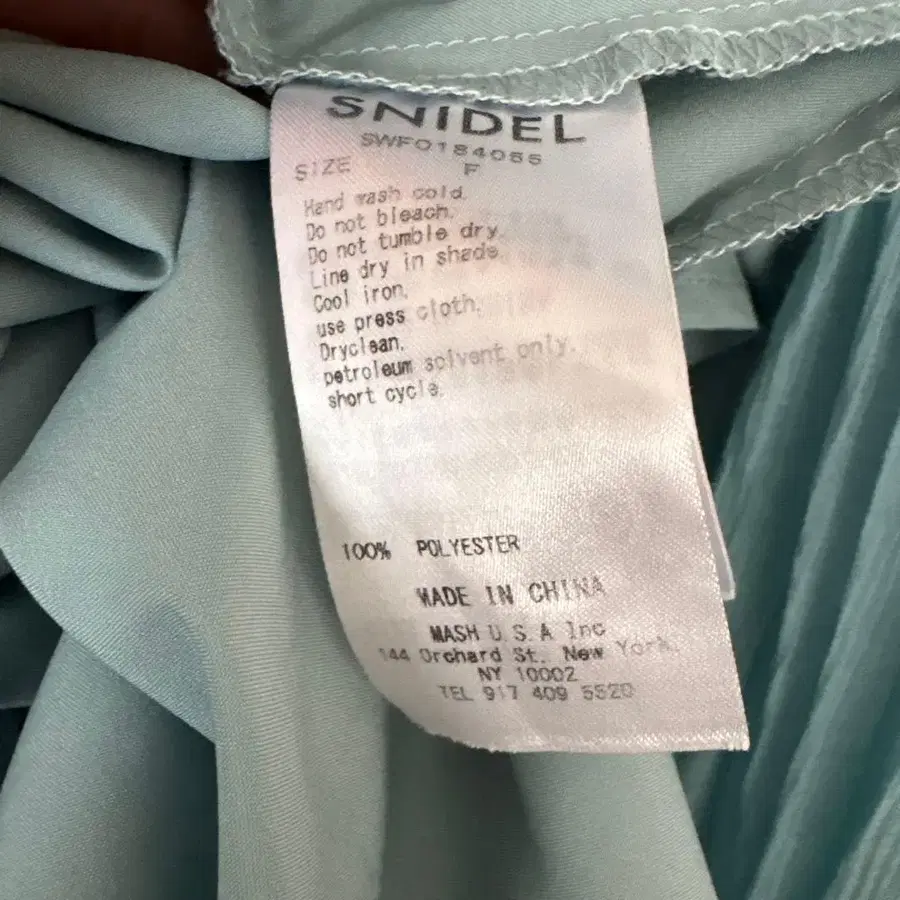 SNIDEL
SWFO184055
SIZE F
Hand wash cold.
Do not bleach.
Do not tumble dry.
Line dry in shade.
Cool iron.
use press cloth.
Dryclean.
petroleum solvent only.
short cycle.
100% POLYESTER
MADE IN CHINA
MASH U.S.A Inc
144 Orchard St. New York.
NY 10002
TEL 917 409 5520